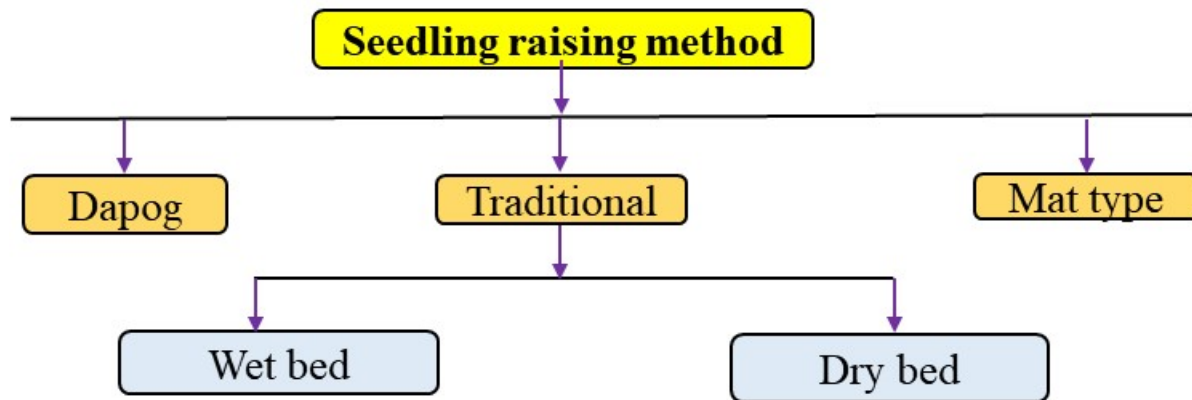 Seedling raising method
Dapog
Traditional
Mat type
Wet bed
Dry bed